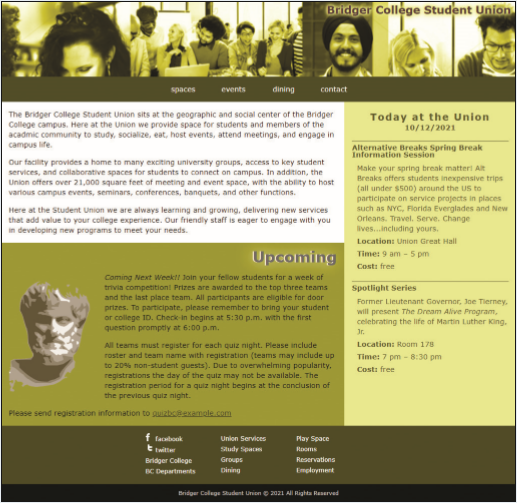 Bridger College Student Union
spaces events dining contact
The Bridger College Student Union sits at the geographic and social center of the Bridger
College campus. Here at the Union we provide space for students and members of the
acadmic community to study, socialize, eat, host events, attend meetings, and engage in
campus life.
Our facility provides a home to many exciting university groups, access to key student
services, and collaborative spaces for students to connect on campus. In addition, the
Union offers over 21,000 square feet of meeting and event space, with the ability to host
various campus events, seminars, conferences, banquets, and other functions.
Here at the Student Union we are always learning and growing, delivering new services
that add value to your college experience. Our friendly staff is eager to engage with you
in developing new programs to meet your needs.
Upcoming
Coming Next Week!! Join your fellow students for a week of
trivia competition! Prizes are awarded to the top three teams
and the last place team. All participants are eligible for door
prizes. To participate, please remember to bring your student
or college ID. Check-in begins at 5:30 p.m. with the first
question promptly at 6:00 p.m.
All teams must register for each quiz night. Please include
roster and team name with registration (teams may include up
to 20% non-student guests). Due to overwhelming popularity,
registrations the day of the quiz may not be available. The
registration period for a quiz night begins at the conclusion of
the previous quiz night.
Please send registration information to quizbc@example.com
Today at the Union
10/12/2021
Alternative Breaks Spring Break
Information Session
Make your spring break matter! Alt
Breaks offers students inexpensive trips
(all under $500) around the US to
participate on service projects in places
such as NYC, Florida Everglades and New
Orleans. Travel. Serve. Change
lives...including yours.
Location: Union Great Hall
Time: 9 am – 5 pm
Cost: free
Spotlight Series
Former Lieutenant Governor, Joe Tierney,
will present The Dream Alive Program,
celebrating the life of Martin Luther King,
Jr.
Location: Room 178
Time: 7 pm – 8:30 pm
Cost: free
facebook Union Services Play Space
twitter Study Spaces Rooms
Bridger College Groups Reservations
BC Departments Dining Employment
Bridger College Student Union © 2021 All Rights Reserved